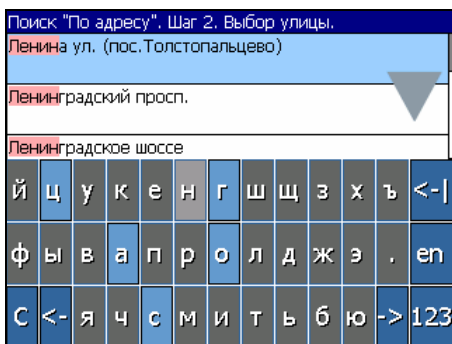 Поиск "По адресу". Шаг 2. Выбор улицы.
Ленина ул. (пос.Толстопальцево)
Ленинградский просп.
Ленинградское шоссе
й ц у к е н г ш щ з х ъ <-|
ф ы в а п р о л д ж э . en
С <- я ч с м и т ь б ю -> 123